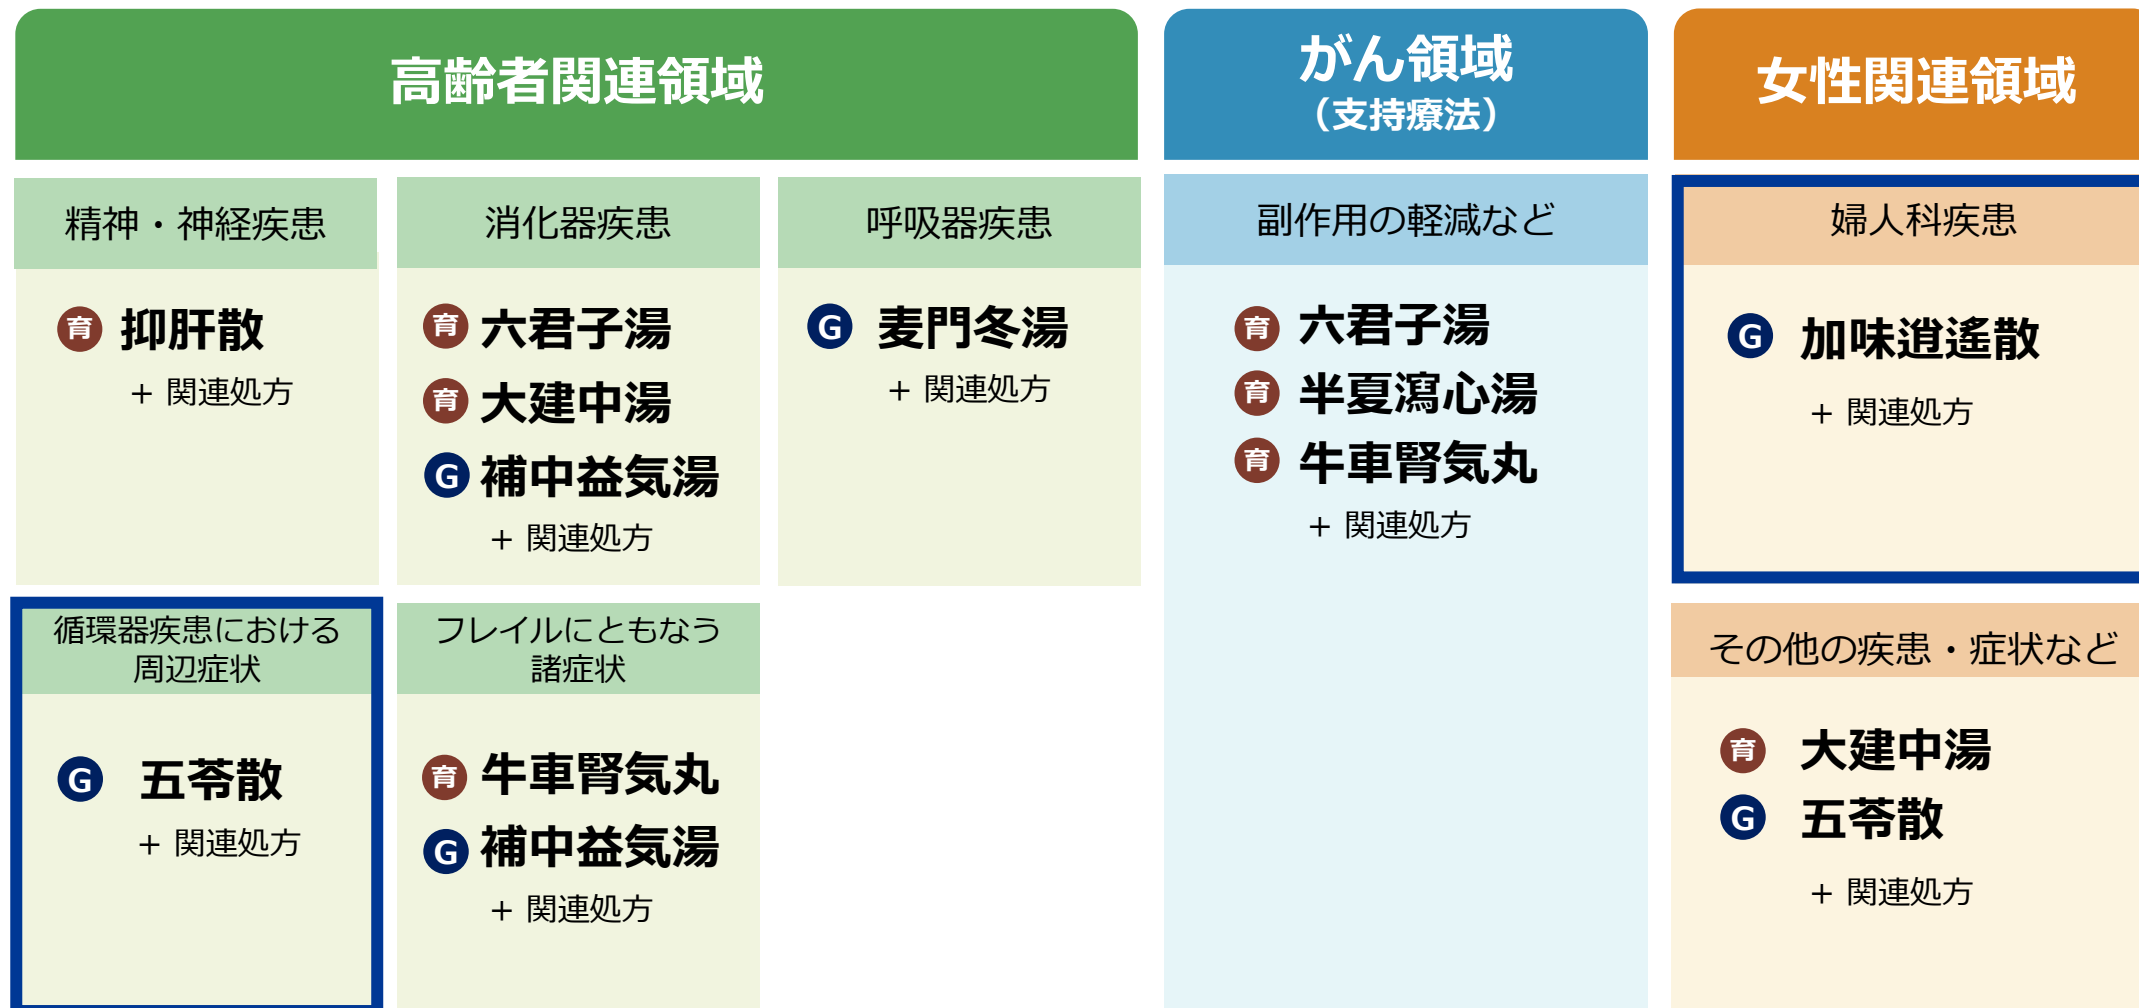 高齢者関連領域
精神・神経疾患
育 抑肝散
+ 関連処方
消化器疾患
育 六君子湯
育 大建中湯
G 補中益気湯
+ 関連処方
呼吸器疾患
G 麦門冬湯
+ 関連処方
循環器疾患における
周辺症状
G 五苓散
+ 関連処方
フレイルにともなう
諸症状
育 牛車腎気丸
G 補中益気湯
+ 関連処方
がん領域
（支持療法）
副作用の軽減など
育 六君子湯
育 半夏瀉心湯
育 牛車腎気丸
+ 関連処方
女性関連領域
婦人科疾患
G 加味逍遙散
+ 関連処方
その他の疾患・症状など
育 大建中湯
G 五苓散
+ 関連処方